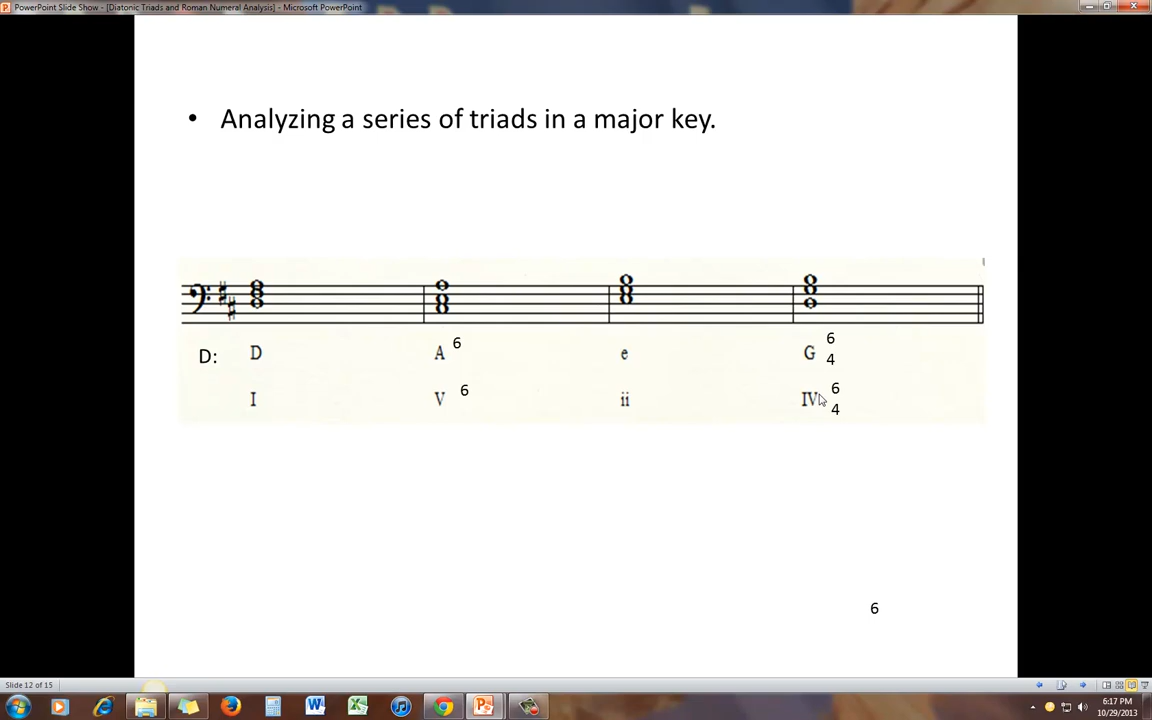 PowerPoint Slide Show - [Diatonic Triads and Roman Numeral Analysis] - Microsoft PowerPoint
• Analyzing a series of triads in a major key.
D: D A 6 e G 6 4
I V 6 ii IV 6 4
6
Slide 12 of 15
6:17 PM
10/29/2013